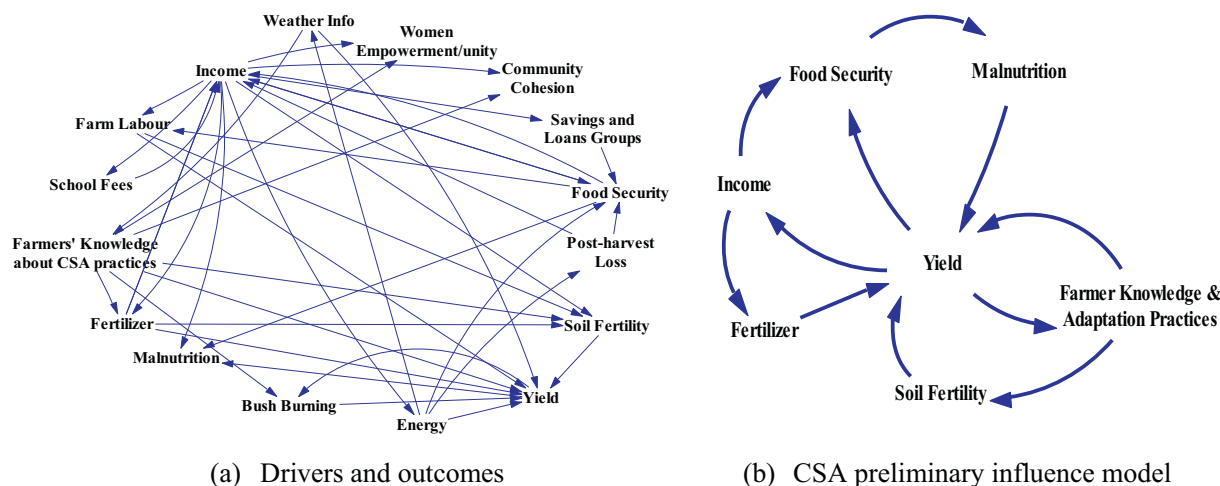 Weather Info
Women
Empowerment/unity
Income
Community
Cohesion
Farm Labour
Savings and
Loans Groups
School Fees
Food Security
Farmers' Knowledge
about CSA practices
Post-harvest
Loss
Fertilizer
Soil Fertility
Malnutrition
Bush Burning
Yield
Energy
(a) Drivers and outcomes
Food Security
Malnutrition
Income
Yield
Farmer Knowledge &
Adaptation Practices
Fertilizer
Soil Fertility
(b) CSA preliminary influence model